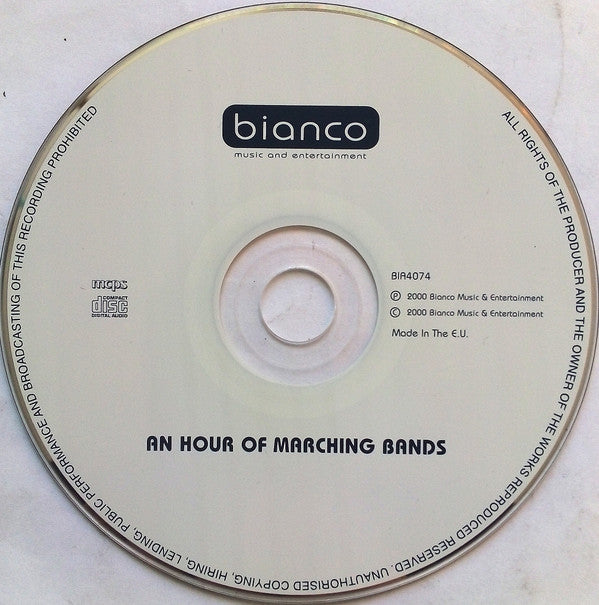 bianco
music and entertainment
BIA4074
Ⓟ 2000 Bianco Music & Entertainment
© 2000 Bianco Music & Entertainment
Made In The E.U.
mcps
COMPACT
disc
DIGITAL AUDIO
AN HOUR OF MARCHING BANDS
ALL RIGHTS OF THE PRODUCER AND THE OWNER OF THE WORKS REPRODUCED RESERVED. UNAUTHORISED COPYING, HIRING, LENDING, PUBLIC PERFORMANCE AND BROADCASTING OF THIS RECORDING PROHIBITED